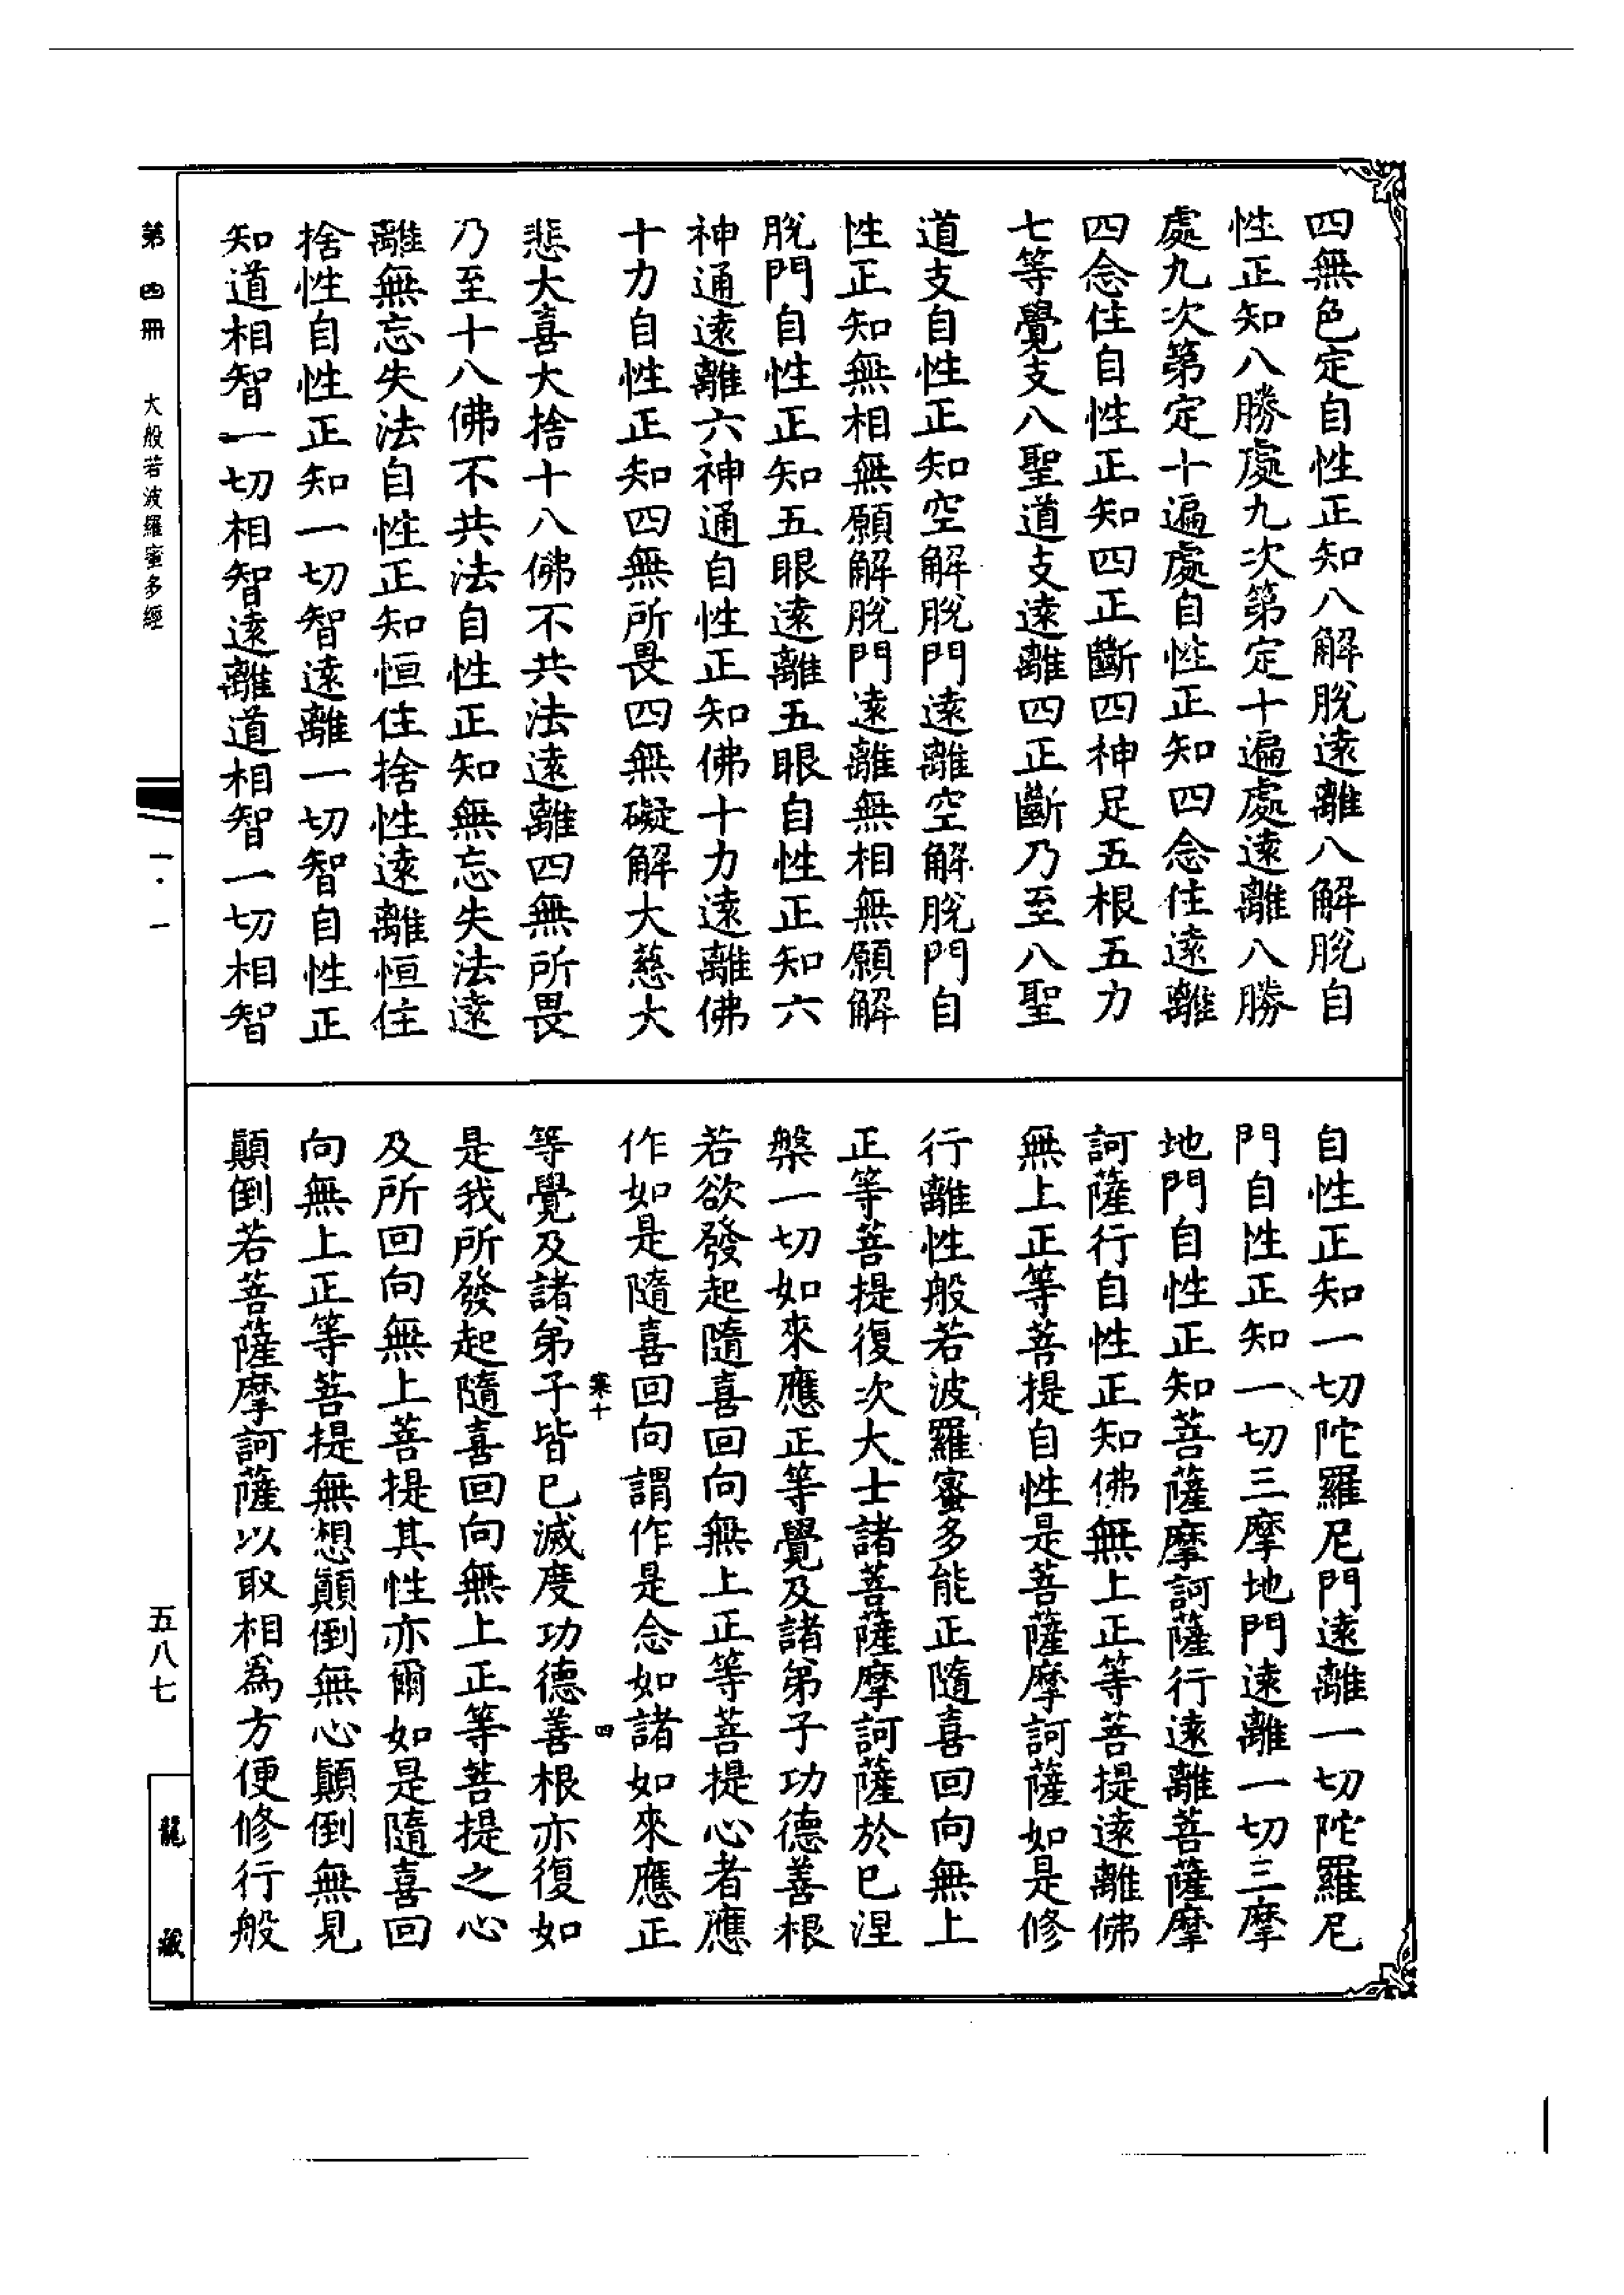 四無色定自性正知八解脫遠離八解脫自
性正知八勝處九次第定十遍處遠離八勝
處九次第定十遍處自性正知四念住遠離
四念住自性正知四正斷四神足五根五力
七等覺支八聖道支遠離四正斷乃至八聖
道支自性正知空解脫門遠離空解脫門自
性正知無相無願解脫門遠離無相無願解
脫門自性正知五眼遠離五眼自性正知六
神通遠離六神通自性正知佛十力遠離佛
十力自性正知四無所畏四無礙解大慈大
悲大喜大捨十八佛不共法遠離四無所畏
乃至十八佛不共法自性正知無忘失法遠
離無忘失法自性正知恒住捨性遠離恒住
捨性自性正知一切智遠離一切智自性正
知道相智一切相智遠離道相智一切相智
自性正知一切陀羅尼門遠離一切陀羅尼
門自性正知一切三摩地門遠離一切三摩
地門自性正知菩薩摩訶薩行遠離菩薩摩
訶薩行自性正知佛無上正等菩提遠離佛
無上正等菩提自性是菩薩摩訶薩如是修
行離性般若波羅蜜多能正隨喜回向無上
正等菩提復次大士諸菩薩摩訶薩於已涅
槃一切如來應正等覺及諸弟子功德善根
若欲發起隨喜回向無上正等菩提心者應
作如是隨喜回向謂作是念如諸如來應正
寒十 四
等覺及諸弟子皆已滅度功德善根亦復如
是我所發起隨喜回向無上正等菩提之心
及所回向無上菩提其性亦爾如是隨喜回
向無上正等菩提無想顛倒無心顛倒無見
顛倒若菩薩摩訶薩以取相為方便修行般
第四冊 大般若波羅蜜多經
一·一
五八七
龍藏